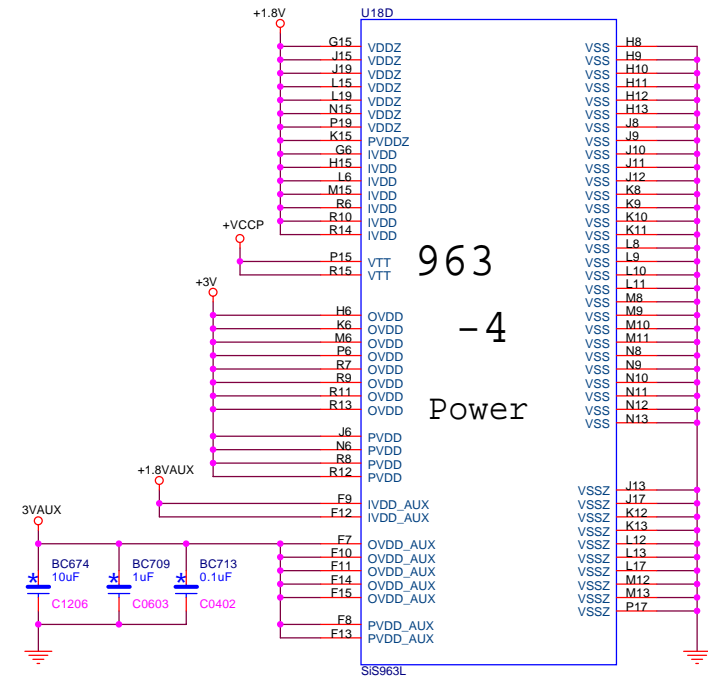 +1.8V
U18D
G15 VDDZ
J15 VDDZ
J19 VDDZ
L15 VDDZ
L19 VDDZ
N15 VDDZ
P19 VDDZ
K15 PVDDZ
G6 IVDD
H15 IVDD
L6 IVDD
M15 IVDD
R6 IVDD
R10 IVDD
R14 IVDD
+VCCP
P15 VTT
R15 VTT
+3V
H6 OVDD
K6 OVDD
M6 OVDD
P6 OVDD
R7 OVDD
R9 OVDD
R11 OVDD
R13 OVDD
J6 PVDD
N6 PVDD
R8 PVDD
R12 PVDD
+1.8VAUX
F9 IVDD_AUX
F12 IVDD_AUX
3VAUX
F7 OVDD_AUX
F10 OVDD_AUX
F11 OVDD_AUX
F14 OVDD_AUX
F15 OVDD_AUX
F8 PVDD_AUX
F13 PVDD_AUX
BC674
10uF
C1206
BC709
1uF
C0603
BC713
0.1uF
C0402
963
-4
Power
VSS H8
VSS H9
VSS H10
VSS H11
VSS H12
VSS H13
VSS J8
VSS J9
VSS J10
VSS J11
VSS J12
VSS K8
VSS K9
VSS K10
VSS K11
VSS L8
VSS L9
VSS L10
VSS L11
VSS M8
VSS M9
VSS M10
VSS M11
VSS N8
VSS N9
VSS N10
VSS N11
VSS N12
VSS N13
VSSZ J13
VSSZ J17
VSSZ K12
VSSZ K13
VSSZ L12
VSSZ L13
VSSZ L17
VSSZ M12
VSSZ M13
VSSZ P17
SiS963L